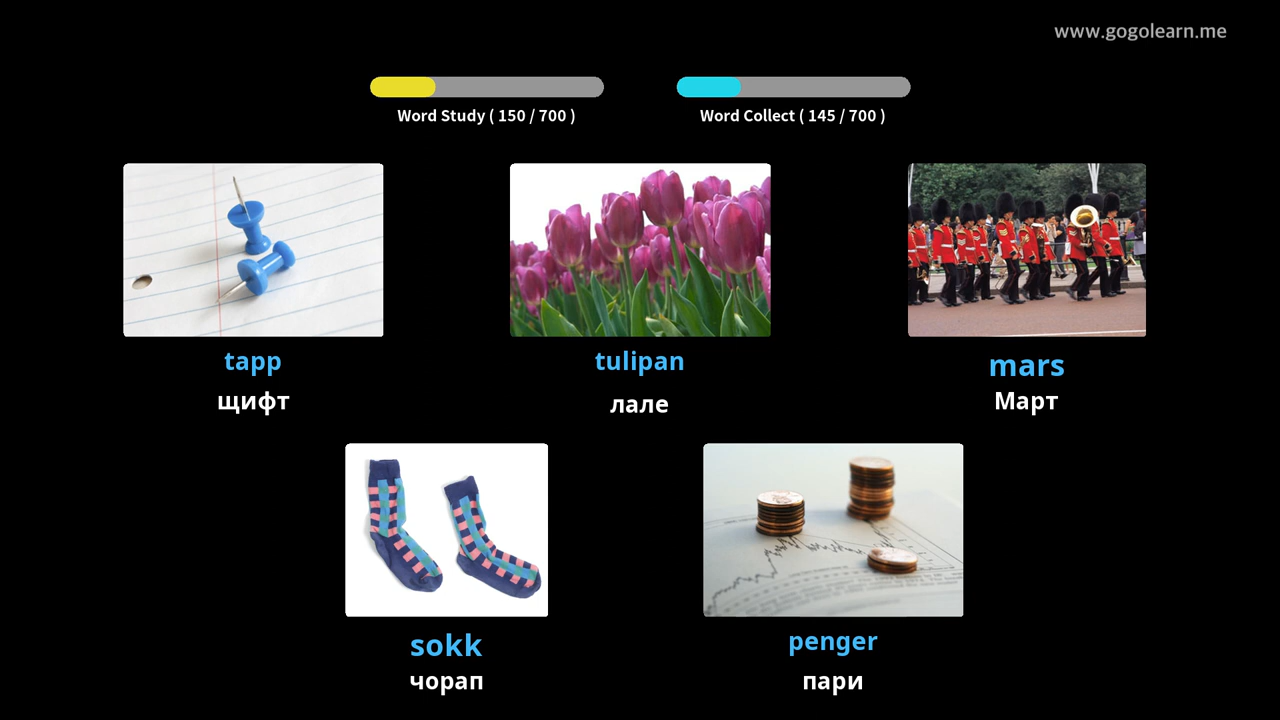 www.gogolearn.me
Word Study ( 150 / 700 )
Word Collect ( 145 / 700 )
tapp
щифт
tulipan
лале
mars
Март
sokk
чорап
penger
пари